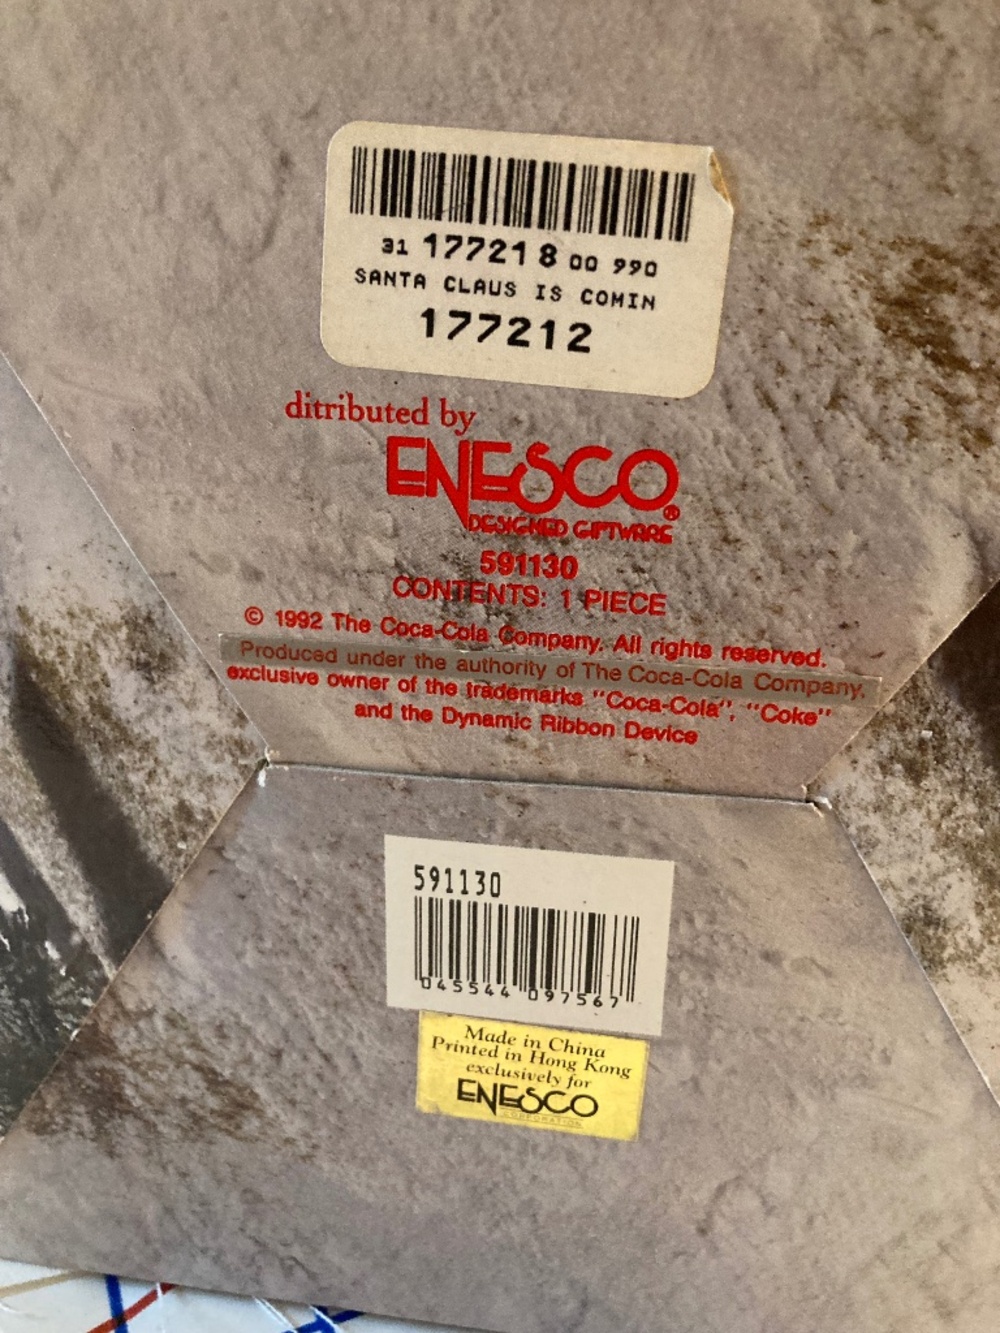 31 177218 00 990
SANTA CLAUS IS COMIN
177212
ditributed by
ENESCO®
DESIGNED GIFTWARE
591130
CONTENTS: 1 PIECE
© 1992 The Coca-Cola Company. All rights reserved.
Produced under the authority of The Coca-Cola Company,
exclusive owner of the trademarks "Coca-Cola", "Coke"
and the Dynamic Ribbon Device
591130
045544 097567
Made in China
Printed in Hong Kong
exclusively for
ENESCO
CORPORATION